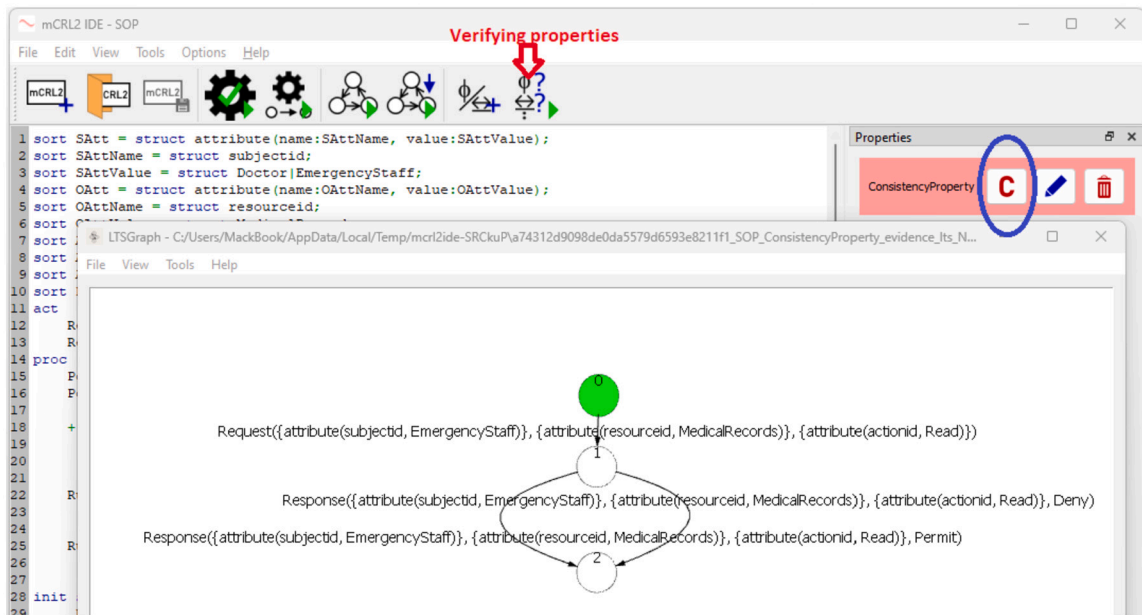 mCRL2 IDE - SOP
Verifying properties
File Edit View Tools Options Help
mCRL2 CRL2 mCRL2
1 sort SAtt = struct attribute(name:SAttName, value:SAttValue);
2 sort SAttName = struct subjectid;
3 sort SAttValue = struct Doctor|EmergencyStaff;
4 sort OAtt = struct attribute(name:OAttName, value:OAttValue);
5 sort OAttName = struct resourceid;
6 sort
7 sort
8 sort
9 sort
10 sort
11 act
12
13
14 proc
15
16
17
18 +
19
20
21
22
23
24
25
26
27
28 init
29
Properties
ConsistencyProperty C
LTSGraph - C:/Users/MackBook/AppData/Local/Temp/mcrl2ide-SRCkuP\a74312d9098de0da5579d6593e8211f1_SOP_ConsistencyProperty_evidence_lts_N...
File View Tools Help
0
Request({attribute(subjectid, EmergencyStaff)}, {attribute(resourceid, MedicalRecords)}, {attribute(actionid, Read)})
1
Response({attribute(subjectid, EmergencyStaff)}, {attribute(resourceid, MedicalRecords)}, {attribute(actionid, Read)}, Deny)
Response({attribute(subjectid, EmergencyStaff)}, {attribute(resourceid, MedicalRecords)}, {attribute(actionid, Read)}, Permit)
2